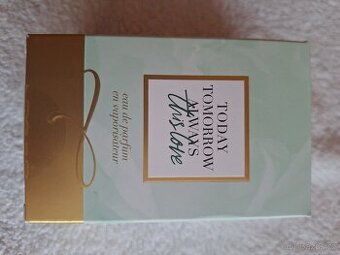 TODAY
TOMORROW
ALWAYS
this love
eau de parfum
en vaporisateur